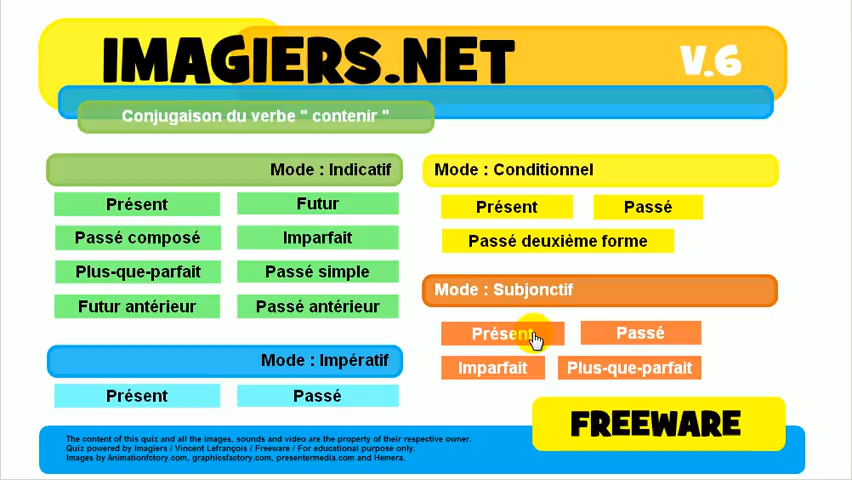 IMAGIERS.NET
V.6
Conjugaison du verbe " contenir "
Mode : Indicatif
Présent
Futur
Passé composé
Imparfait
Plus-que-parfait
Passé simple
Futur antérieur
Passé antérieur
Mode : Impératif
Présent
Passé
Mode : Conditionnel
Présent
Passé
Passé deuxième forme
Mode : Subjonctif
Présent
Passé
Imparfait
Plus-que-parfait
FREEWARE
The content of this quiz and all the images, sounds and video are the property of their respective owner.
Quiz powered by Imagiers / Vincent Lefrançois / Freeware / For educational purpose only.
Images by Animationfctory.com, graphicsfactory.com, presentermedia.com and Hemera.